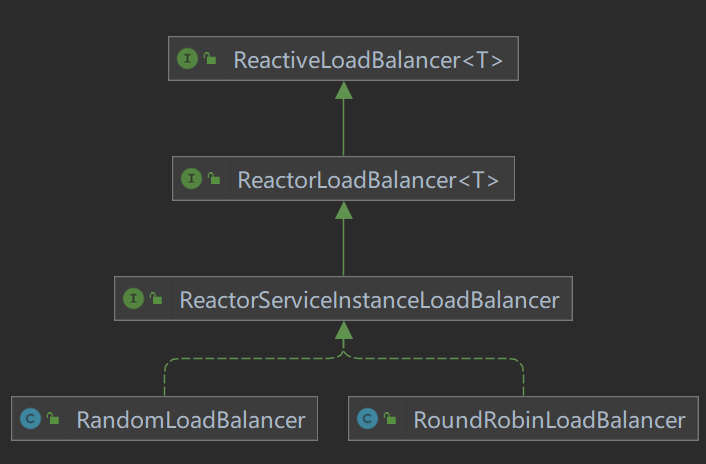 I ReactiveLoadBalancer<T>
I ReactorLoadBalancer<T>
I ReactorServiceInstanceLoadBalancer
C RandomLoadBalancer
C RoundRobinLoadBalancer